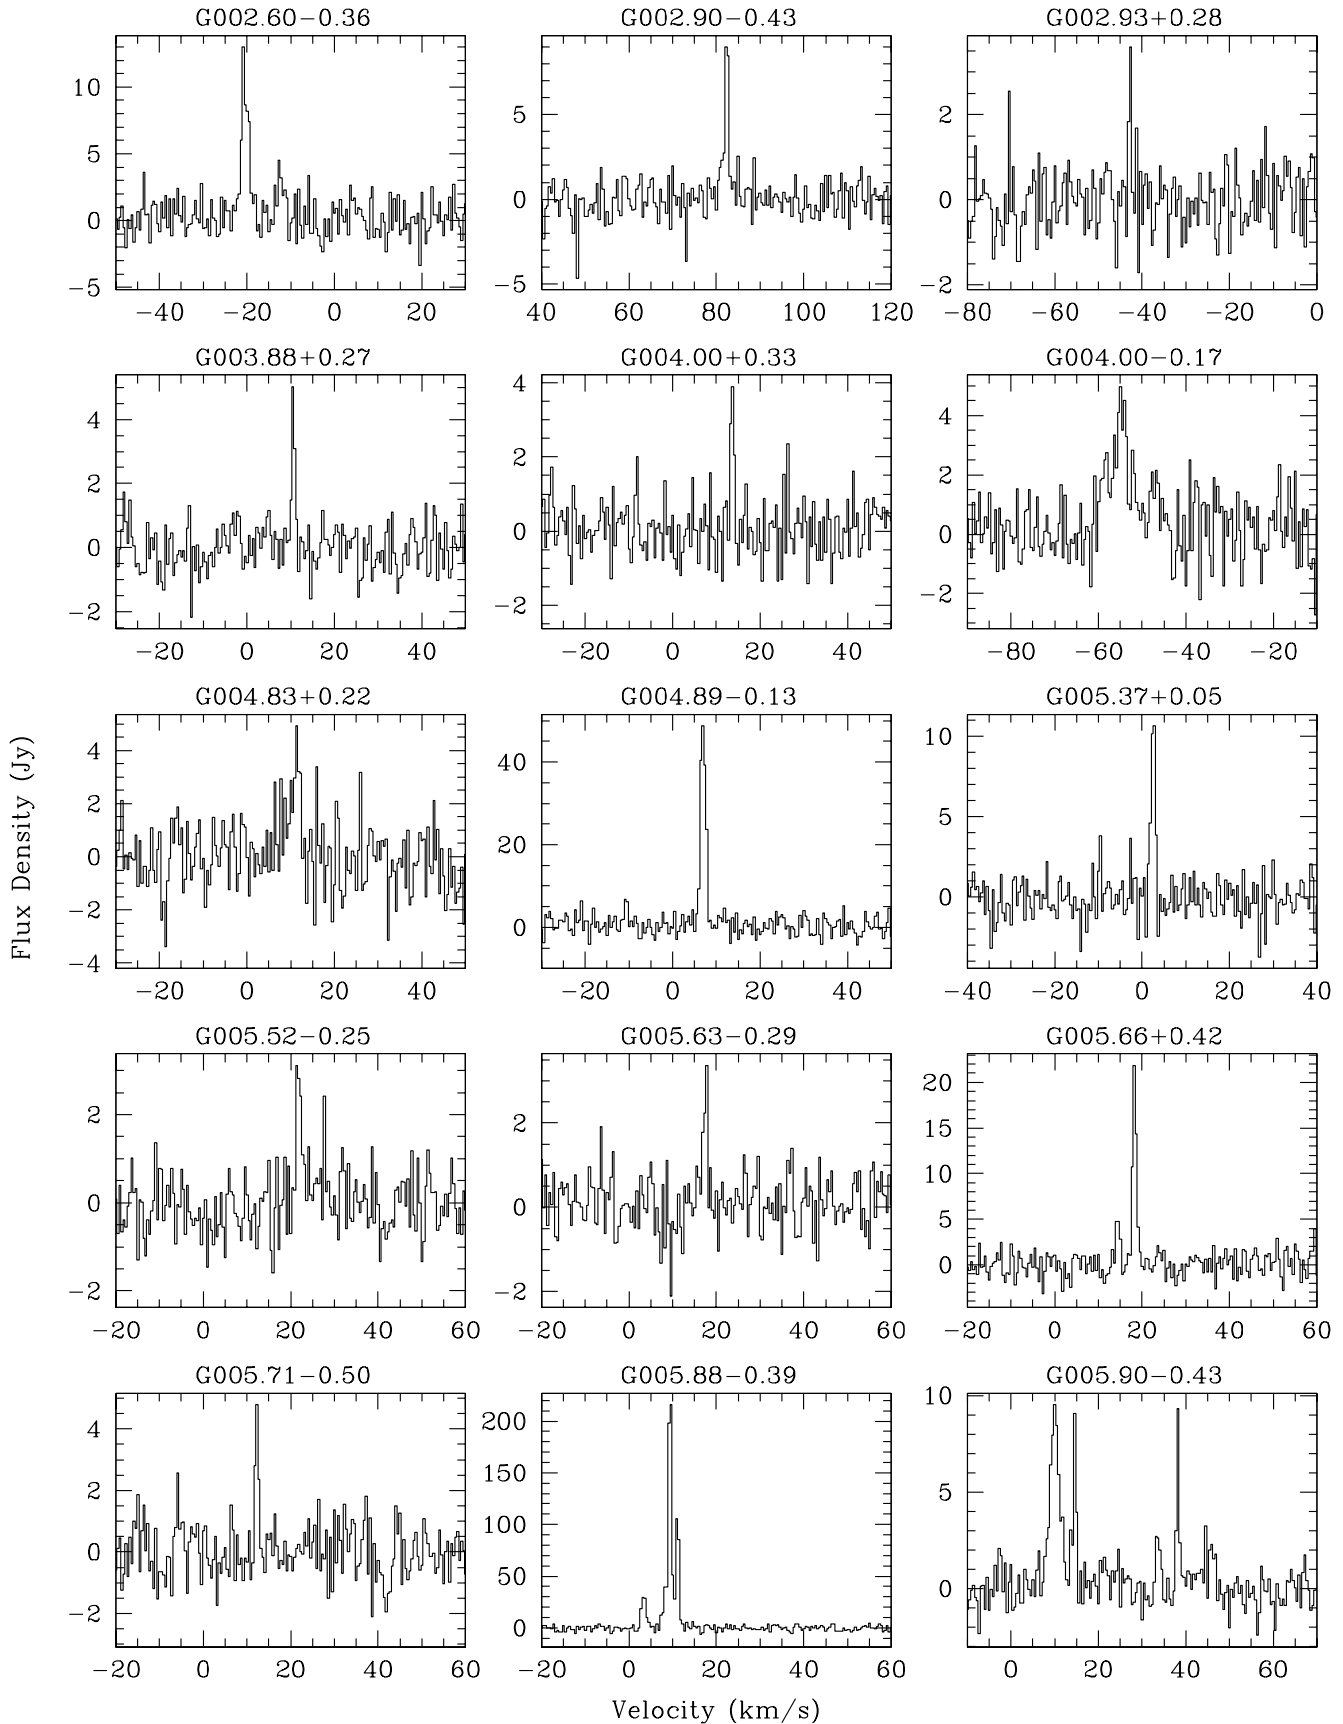 G002.60−0.36 G002.90−0.43 G002.93+0.28
10 5 0 −5
5 0 −5
2 0 −2
−40 −20 0 20 40 60 80 100 120 −80 −60 −40 −20 0
G003.88+0.27 G004.00+0.33 G004.00−0.17
4 2 0 −2
4 2 0 −2
4 2 0 −2
−20 0 20 40 −20 0 20 40 −80 −60 −40 −20
G004.83+0.22 G004.89−0.13 G005.37+0.05
4 2 0 −2 −4
40 20 0
10 5 0
−20 0 20 40 −20 0 20 40 −40 −20 0 20 40
Flux Density (Jy)
G005.52−0.25 G005.63−0.29 G005.66+0.42
2 0 −2
2 0 −2
20 15 10 5 0
−20 0 20 40 60 −20 0 20 40 60 −20 0 20 40 60
G005.71−0.50 G005.88−0.39 G005.90−0.43
4 2 0 −2
200 150 100 50 0
10 5 0
−20 0 20 40 60 −20 0 20 40 60 0 20 40 60
Velocity (km/s)